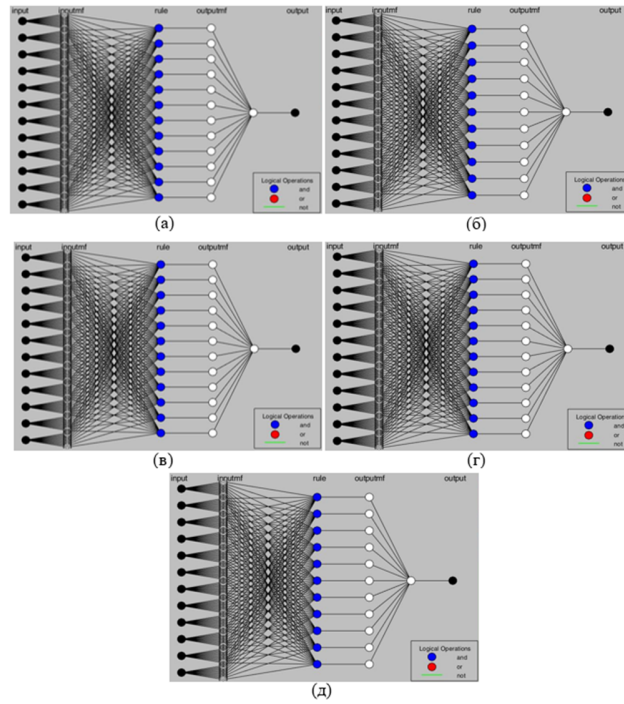 input inputmf rule outputmf output
Logical Operations
and
or
not
(а)
input inputmf rule outputmf output
Logical Operations
and
or
not
(б)
input inputmf rule outputmf output
Logical Operations
and
or
not
(в)
input inputmf rule outputmf output
Logical Operations
and
or
not
(г)
input inputmf rule outputmf output
Logical Operations
and
or
not
(д)